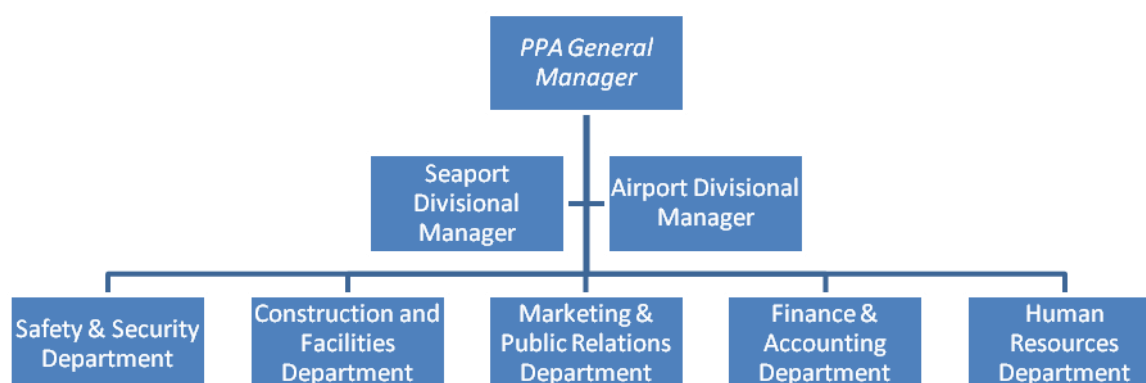 PPA General
Manager
Seaport
Divisional
Manager
Airport Divisional
Manager
Safety & Security
Department
Construction and
Facilities
Department
Marketing &
Public Relations
Department
Finance &
Accounting
Department
Human
Resources
Department